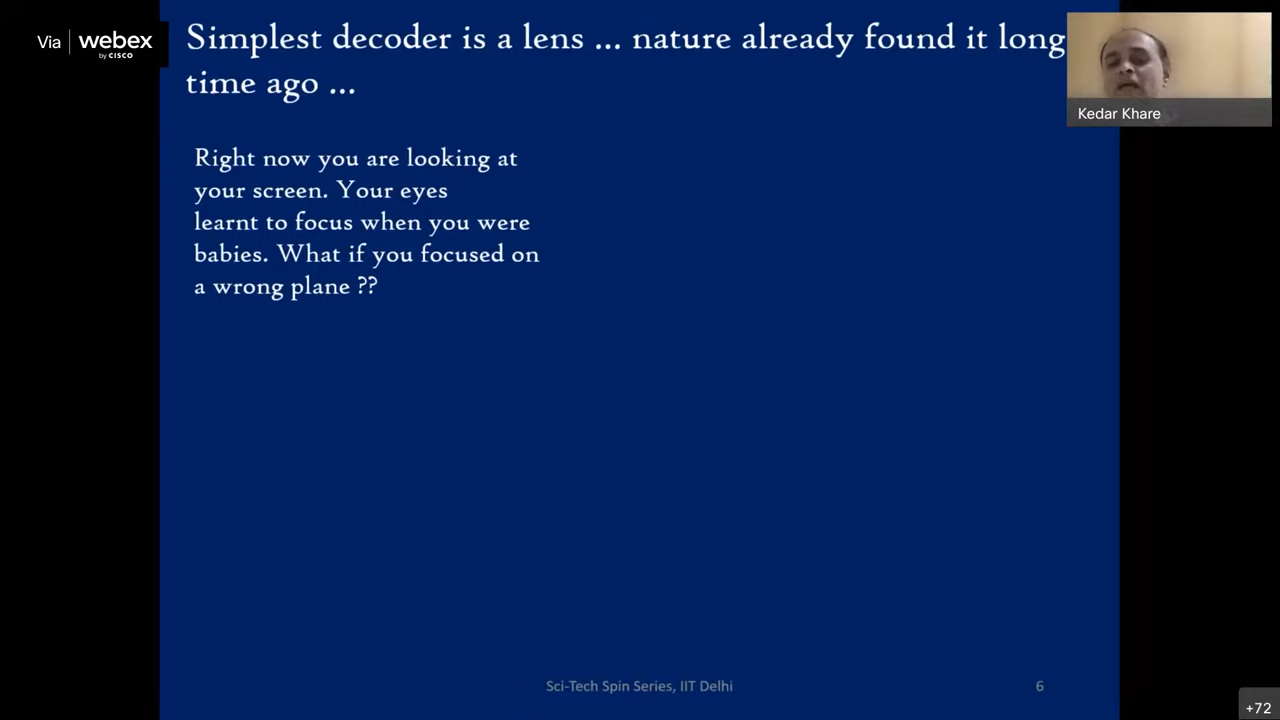 Via webex
by CISCO
Simplest decoder is a lens ... nature already found it long
time ago ...
Kedar Khare
Right now you are looking at
your screen. Your eyes
learnt to focus when you were
babies. What if you focused on
a wrong plane ??
Sci-Tech Spin Series, IIT Delhi
6
+72